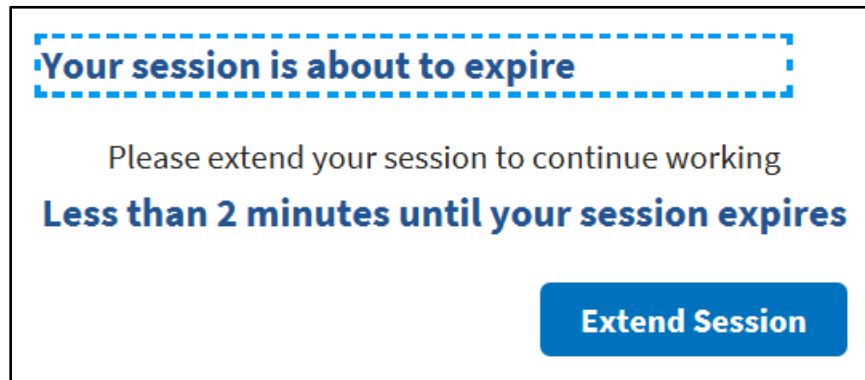 Your session is about to expire
Please extend your session to continue working
Less than 2 minutes until your session expires
Extend Session